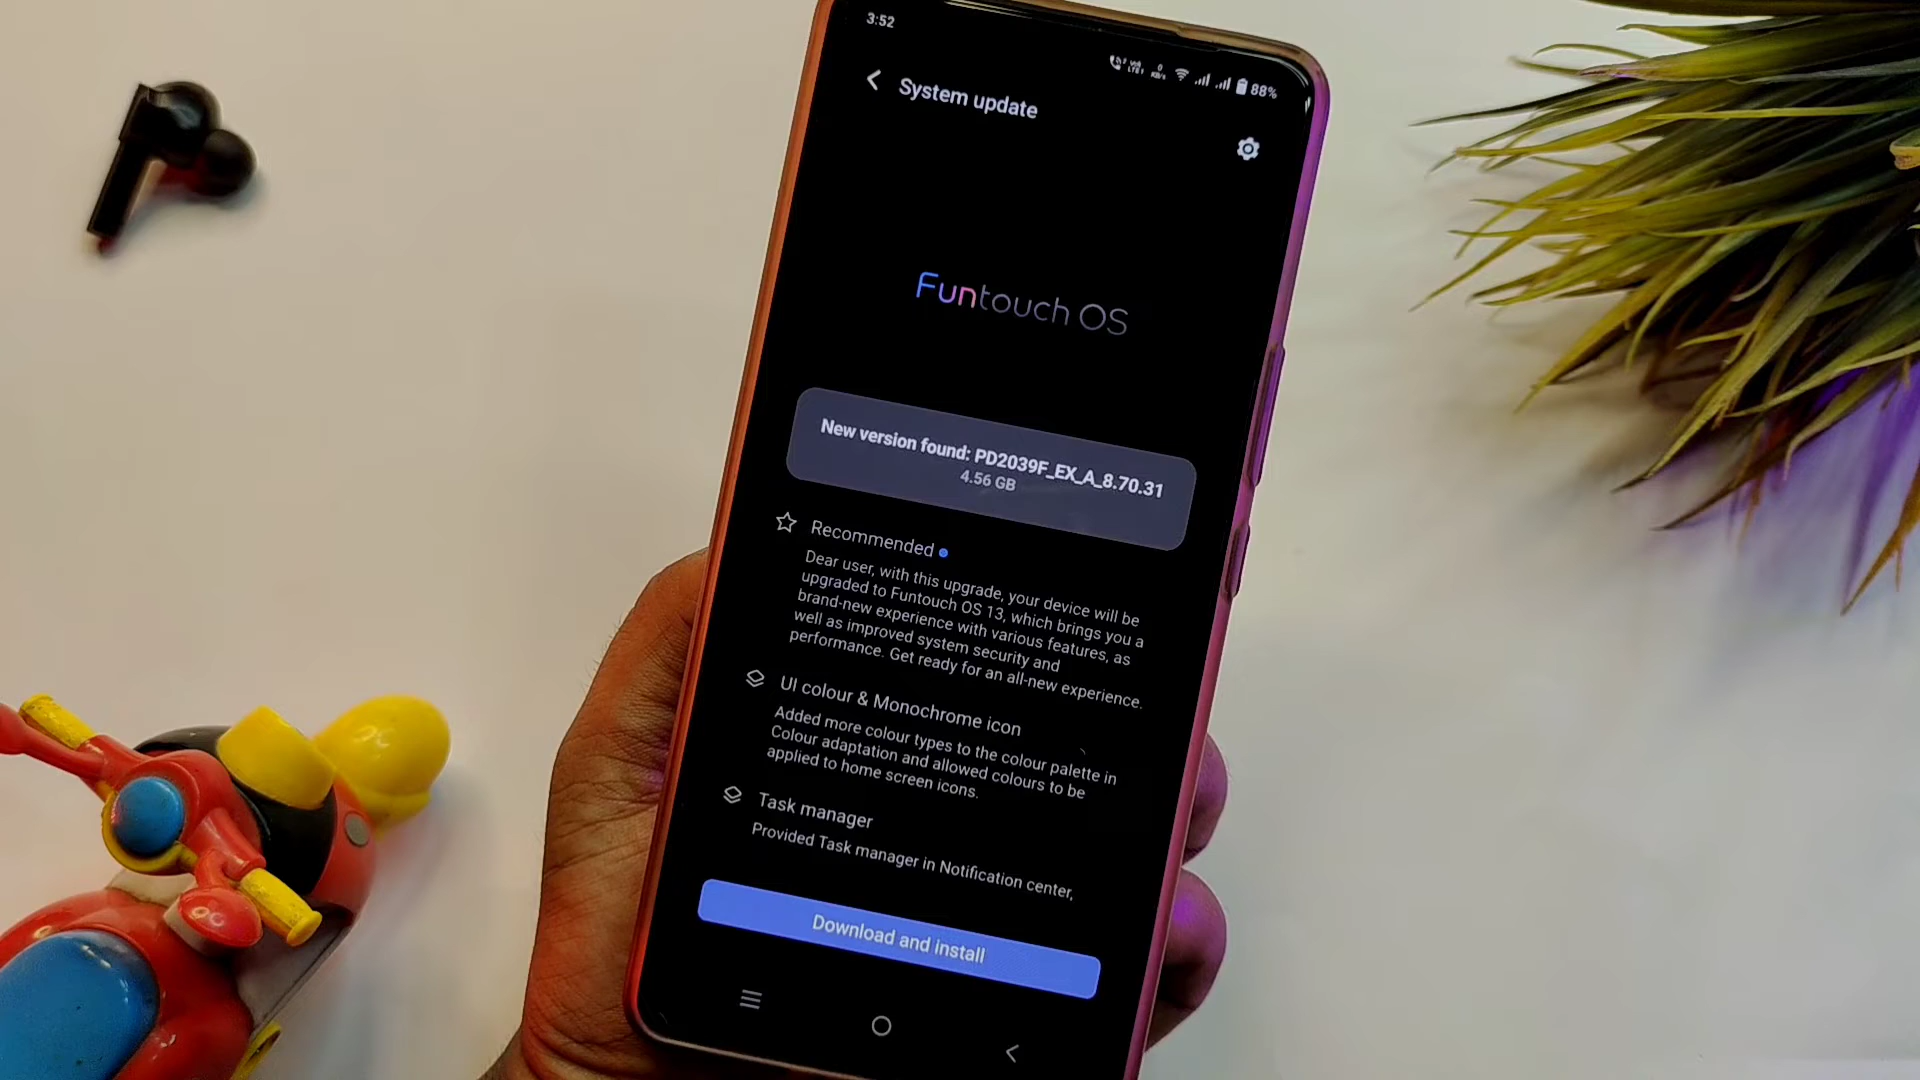 3:52
88%
System update
Funtouch OS
New version found: PD2039F_EX_A_8.70.31
4.56 GB
Recommended
Dear user, with this upgrade, your device will be
upgraded to Funtouch OS 13, which brings you a
brand-new experience with various features, as
well as improved system security and
performance. Get ready for an all-new experience.
UI colour & Monochrome icon
Added more colour types to the colour palette in
Colour adaptation and allowed colours to be
applied to home screen icons.
Task manager
Provided Task manager in Notification center,
Download and install